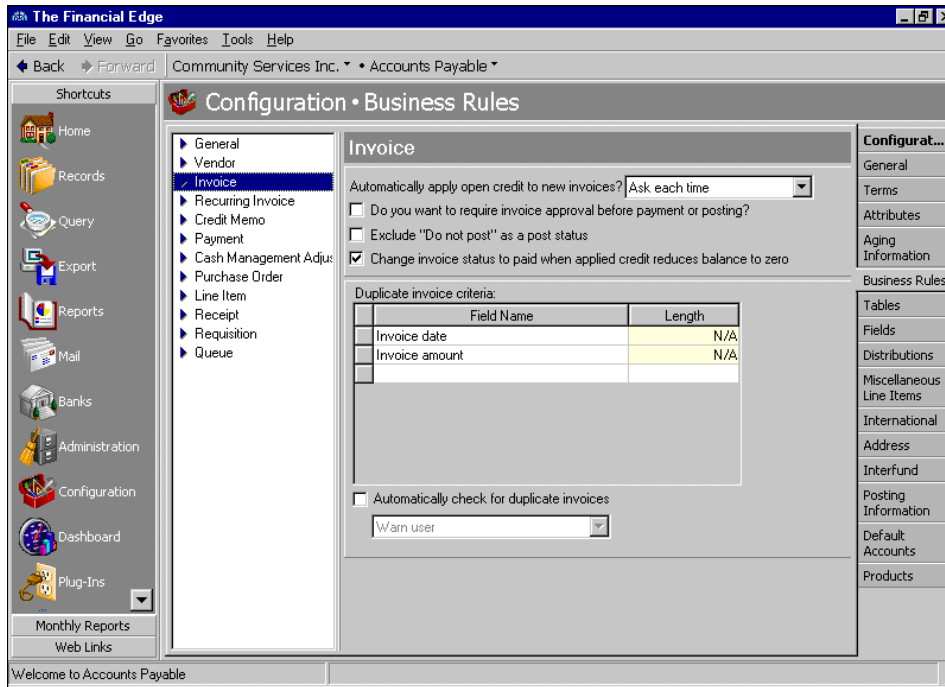 The Financial Edge
File Edit View Go Favorites Tools Help
Back Forward Community Services Inc. • Accounts Payable
Shortcuts
Home
Records
Query
Export
Reports
Mail
Banks
Administration
Configuration
Dashboard
Plug-Ins
Monthly Reports
Web Links
Configuration • Business Rules
General
Vendor
Invoice
Recurring Invoice
Credit Memo
Payment
Cash Management Adjus
Purchase Order
Line Item
Receipt
Requisition
Queue
Invoice
Automatically apply open credit to new invoices? Ask each time
Do you want to require invoice approval before payment or posting?
Exclude "Do not post" as a post status
Change invoice status to paid when applied credit reduces balance to zero
Duplicate invoice criteria:
Field Name Length
Invoice date N/A
Invoice amount N/A
Automatically check for duplicate invoices
Warn user
Configurat...
General
Terms
Attributes
Aging
Information
Business Rules
Tables
Fields
Distributions
Miscellaneous
Line Items
International
Address
Interfund
Posting
Information
Default
Accounts
Products
Welcome to Accounts Payable